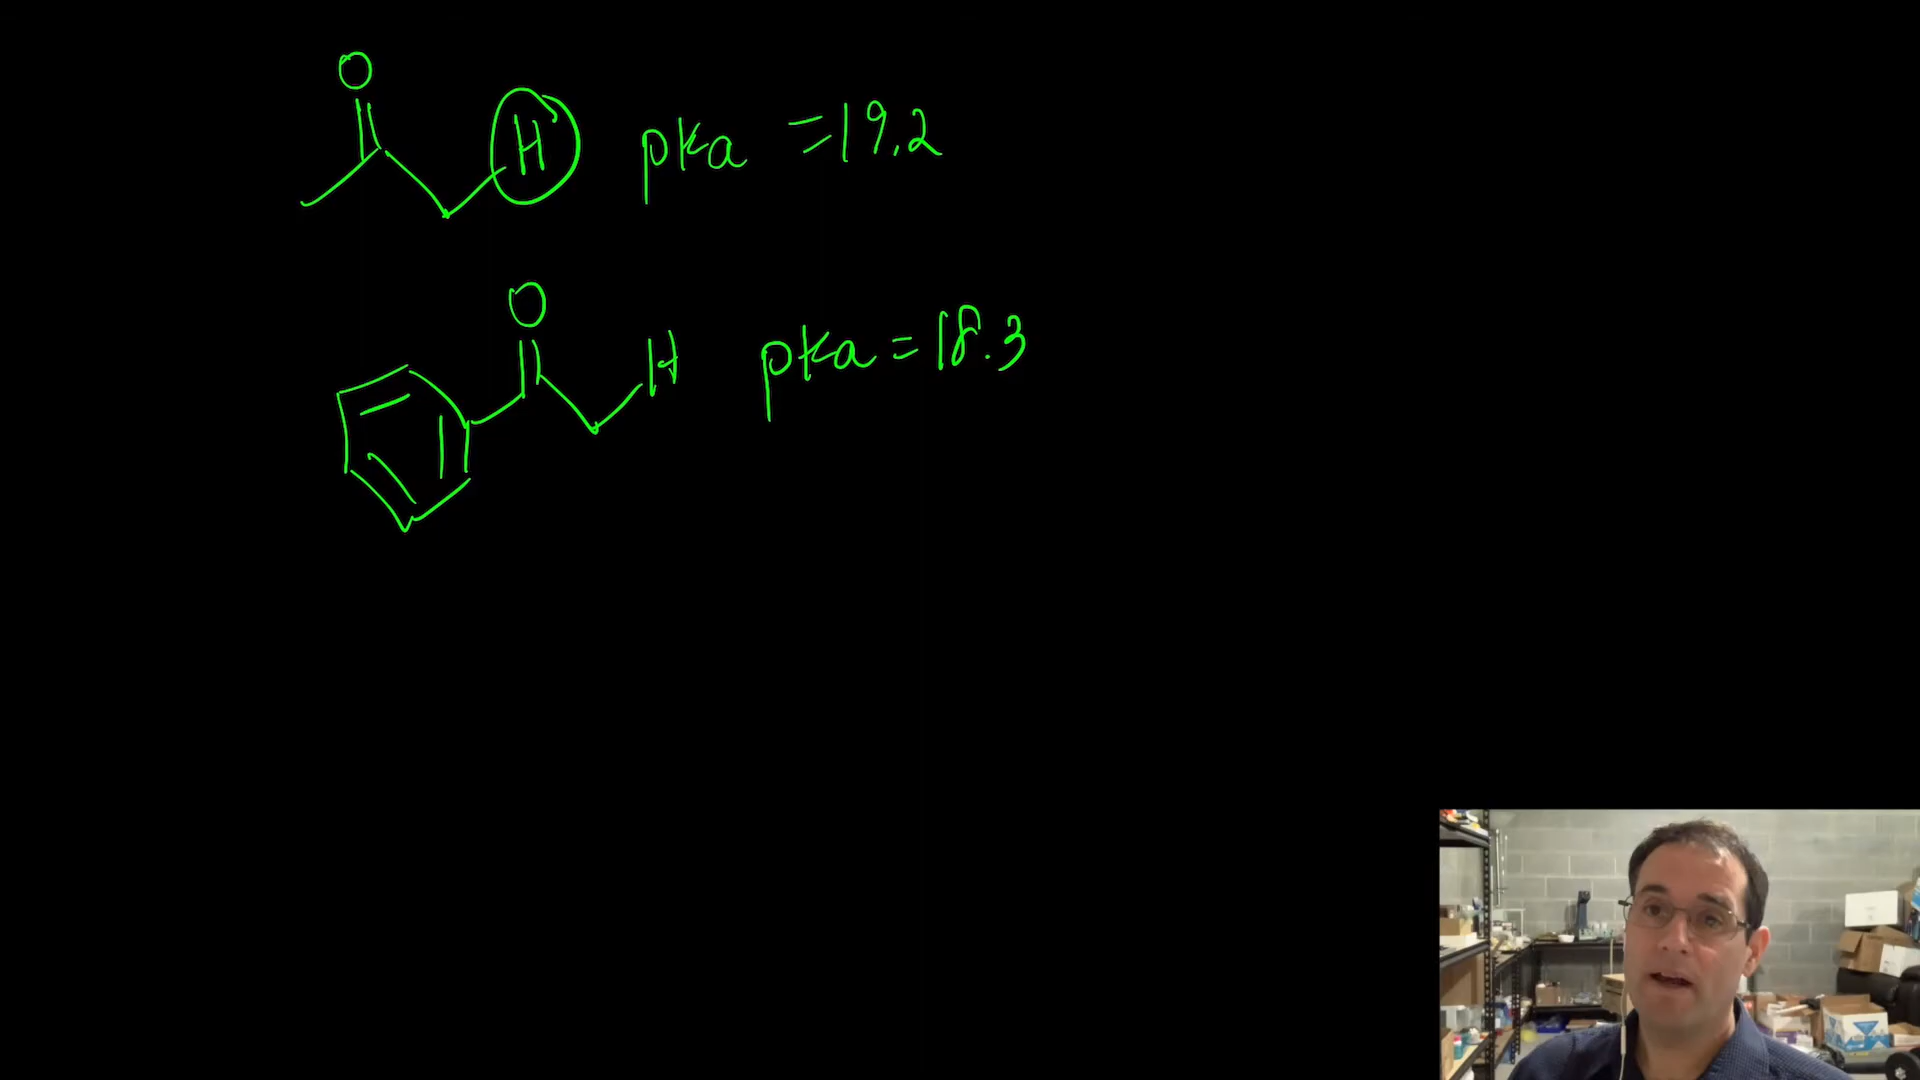 O
H pKa = 19.2
O
H pKa = 18.3